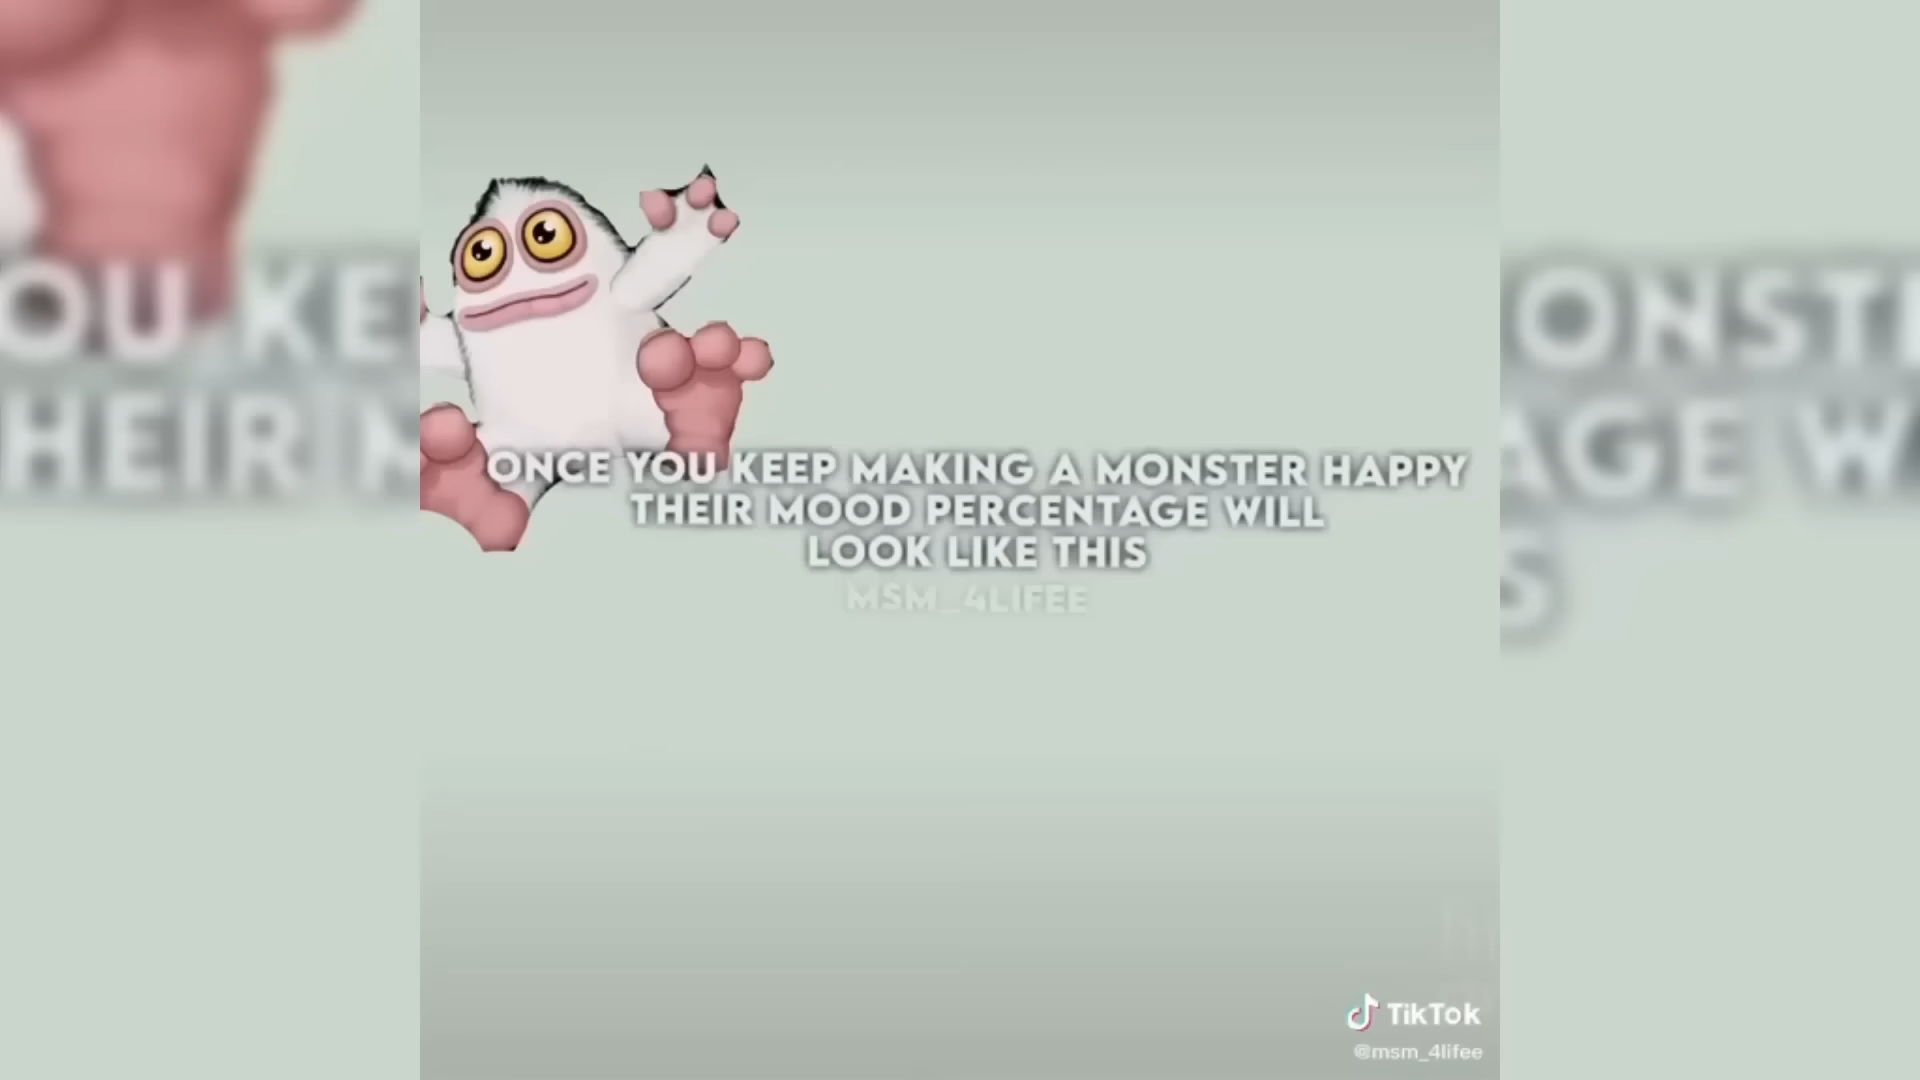 ONCE YOU KEEP MAKING A MONSTER HAPPY
THEIR MOOD PERCENTAGE WILL
LOOK LIKE THIS
MSM_4LIFEE
TikTok
@msm_4lifee